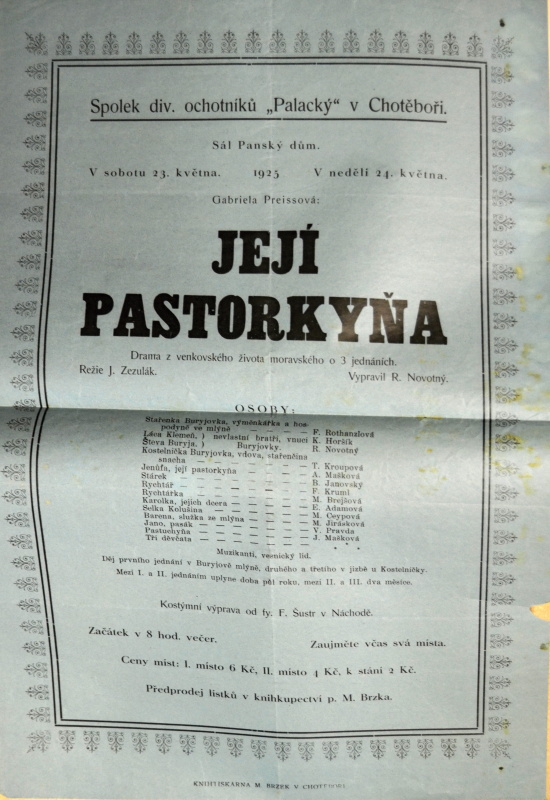 Spolek div. ochotníků „Palacký“ v Chotěboři.
Sál Panský dům.
V sobotu 23. května. 1925 V neděli 24. května.
Gabriela Preissová:
JEJÍ
PASTORKYŇA
Drama z venkovského života moravského o 3 jednáních.
Režie J. Zezulák. Vypravil R. Novotný.
OSOBY:
Stařenka Buryjovka, výměnkářka a hos-
podyně ve mlýně — — — — F. Rothanzlová
Láca Klemeň, ) nevlastní bratři, vnuci K. Horšík
Števa Buryja, ) Buryjovky. R. Novotný
Kostelnička Buryjovka, vdova, stařenčina
snacha — — — — — — T. Kroupová
Jenůfa, její pastorkyňa — — — A. Mašková
Stárek — — — — — — B. Janovský
Rychtář — — — — — — F. Kruml
Rychtárka — — — — — — M. Brejšová
Karolka, jejich dcera — — — — E. Adamová
Selka Kolušina — — — — — M. Ceypová
Barena, služka ze mlýna — — — M. Jirásková
Jano, pasák — — — — — — V. Pravda
Pastuchyňa — — — — — — J. Mašková
Tři děvčata — — — — — — * * *
Muzikanti, vesnický lid.
Děj prvního jednání v Buryjově mlýně, druhého a třetího v jizbě u Kostelničky.
Mezi I. a II. jednáním uplyne doba půl roku, mezi II. a III. dva měsíce.
Kostýmní výprava od fy. F. Šustr v Náchodě.
Začátek v 8 hod. večer. Zaujměte včas svá místa.
Ceny míst: I. místo 6 Kč, II. místo 4 Kč, k stání 2 Kč.
Předprodej lístků v knihkupectví p. M. Brzka.
KNIHTISKÁRNA M. BRZEK V CHOTĚBOŘI.